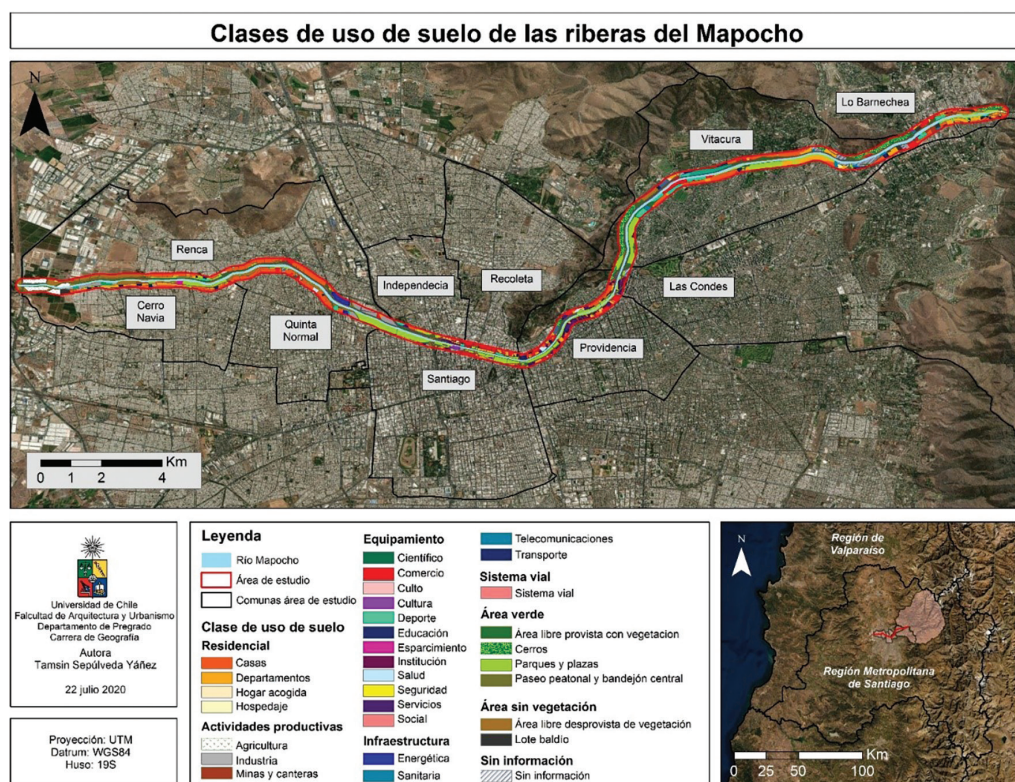 Clases de uso de suelo de las riberas del Mapocho
N
Lo Barnechea
Vitacura
Renca
Independecia
Recoleta
Las Condes
Cerro
Navia
Quinta
Normal
Providencia
Santiago
Km
0 1 2 4
Universidad de Chile
Falcultad de Arquitectura y Urbanismo
Departamento de Pregrado
Carrera de Geografía
Autora
Tamsin Sepúlveda Yáñez
22 julio 2020
Proyección: UTM
Datum: WGS84
Huso: 19S
Leyenda
Río Mapocho
Área de estudio
Comunas área de estudio
Clase de uso de suelo
Residencial
Casas
Departamentos
Hogar acogida
Hospedaje
Actividades productivas
Agricultura
Industria
Minas y canteras
Equipamiento
Científico
Comercio
Culto
Cultura
Deporte
Educación
Esparcimiento
Institución
Salud
Seguridad
Servicios
Social
Infraestructura
Energética
Sanitaria
Telecomunicaciones
Transporte
Sistema vial
Sistema vial
Área verde
Área libre provista con vegetacion
Cerros
Parques y plazas
Paseo peatonal y bandejón central
Área sin vegetación
Área libre desprovista de vegetación
Lote baldio
Sin información
Sin información
N
Región de
Valparaíso
Región Metropolitana
de Santiago
Km
0 25 50 100